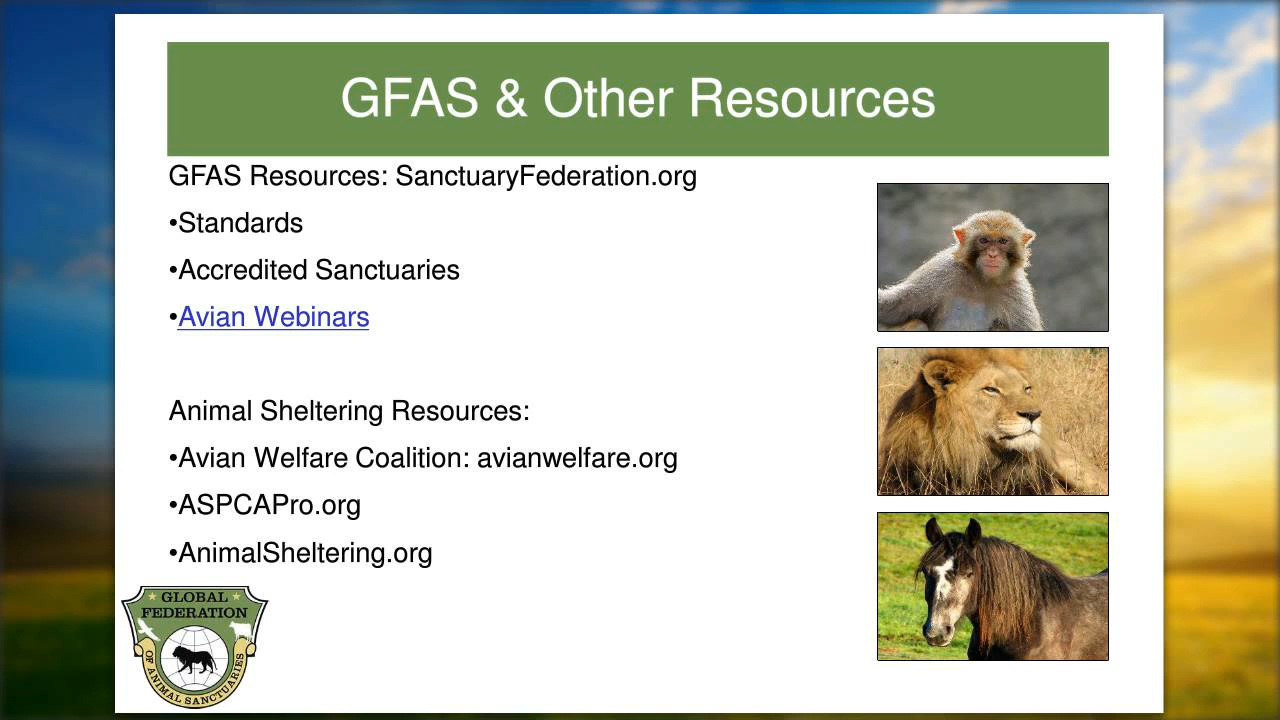 GFAS & Other Resources
GFAS Resources: SanctuaryFederation.org
•Standards
•Accredited Sanctuaries
•Avian Webinars
Animal Sheltering Resources:
•Avian Welfare Coalition: avianwelfare.org
•ASPCAPro.org
•AnimalSheltering.org
GLOBAL
FEDERATION
OF ANIMAL SANCTUARIES